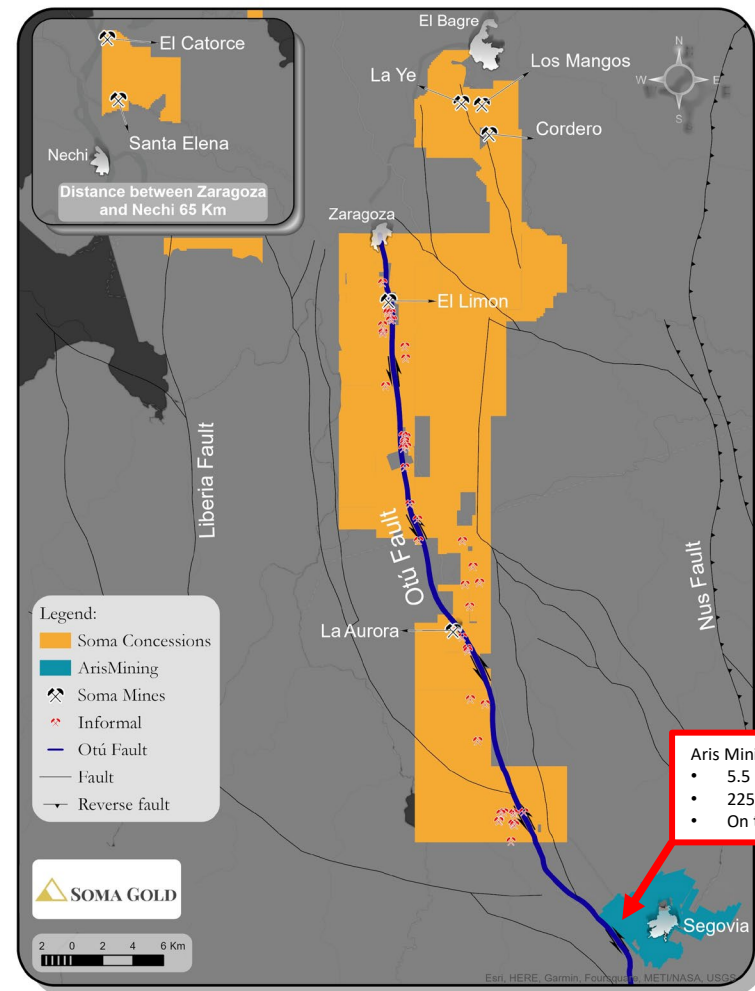 El Catorce
Santa Elena
Nechi
Distance between Zaragoza
and Nechi 65 Km
El Bagre
La Ye
Los Mangos
Cordero
N
W
E
S
Zaragoza
El Limon
Liberia Fault
Otú Fault
Nus Fault
La Aurora
Legend:
Soma Concessions
ArisMining
Soma Mines
Informal
Otú Fault
Fault
Reverse fault
Aris Mini
• 5.5
• 225
• On
Segovia
SOMA GOLD
2 0 2 4 6 Km
Esri, HERE, Garmin, Foursquare, METI/NASA, USGS